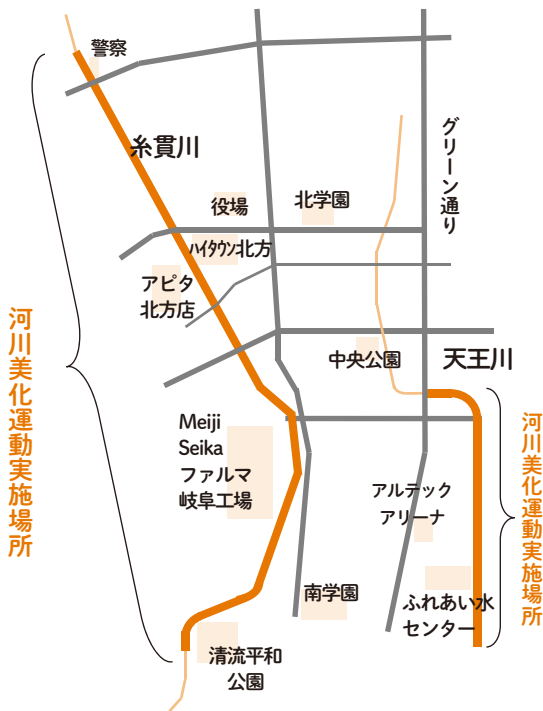 警察
糸貫川
グリーン通り
役場
北学園
ハイタウン北方
アピタ
北方店
河川美化運動実施場所
中央公園
天王川
Meiji
Seika
ファルマ
岐阜工場
アルテック
アリーナ
河川美化運動実施場所
南学園
ふれあい水
センター
清流平和
公園